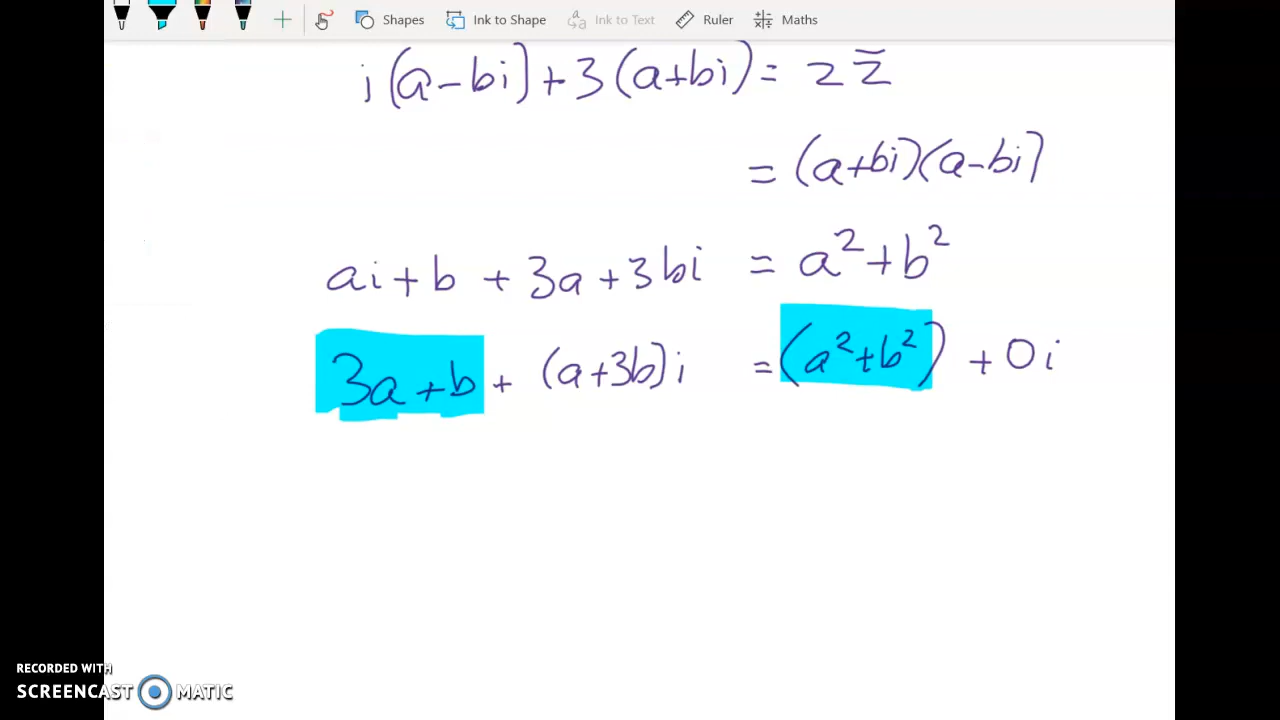 Shapes Ink to Shape Ink to Text Ruler Maths
i(a-bi)+3(a+bi) = z z̄
= (a+bi)(a-bi)
ai+b + 3a+3bi = a²+b²
3a+b + (a+3b)i = (a²+b²) + 0i
RECORDED WITH
SCREENCAST MATIC